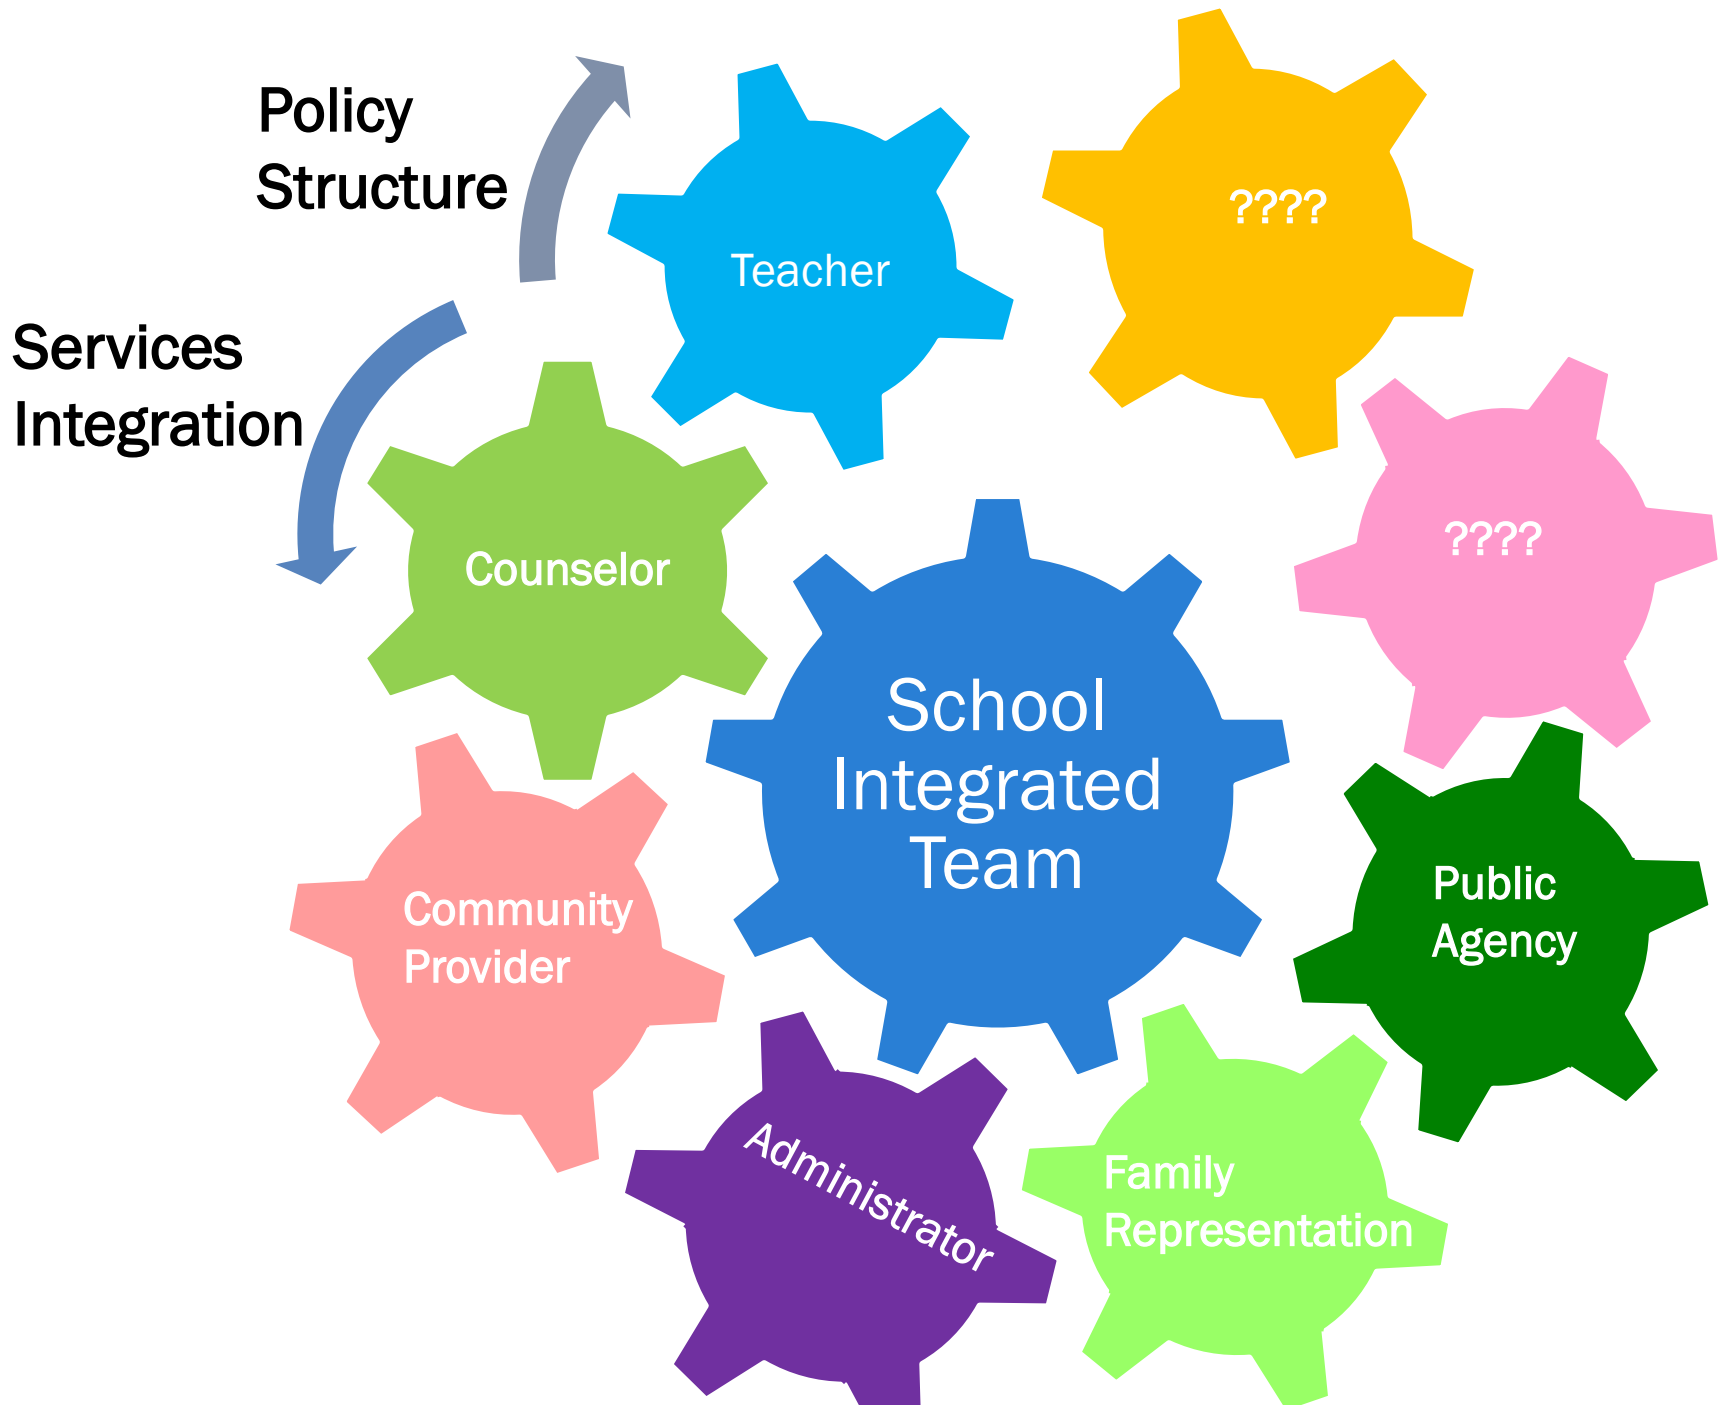 Policy
Structure
Services
Integration
Teacher
????
????
Counselor
School
Integrated
Team
Community
Provider
Public
Agency
Administrator
Family
Representation